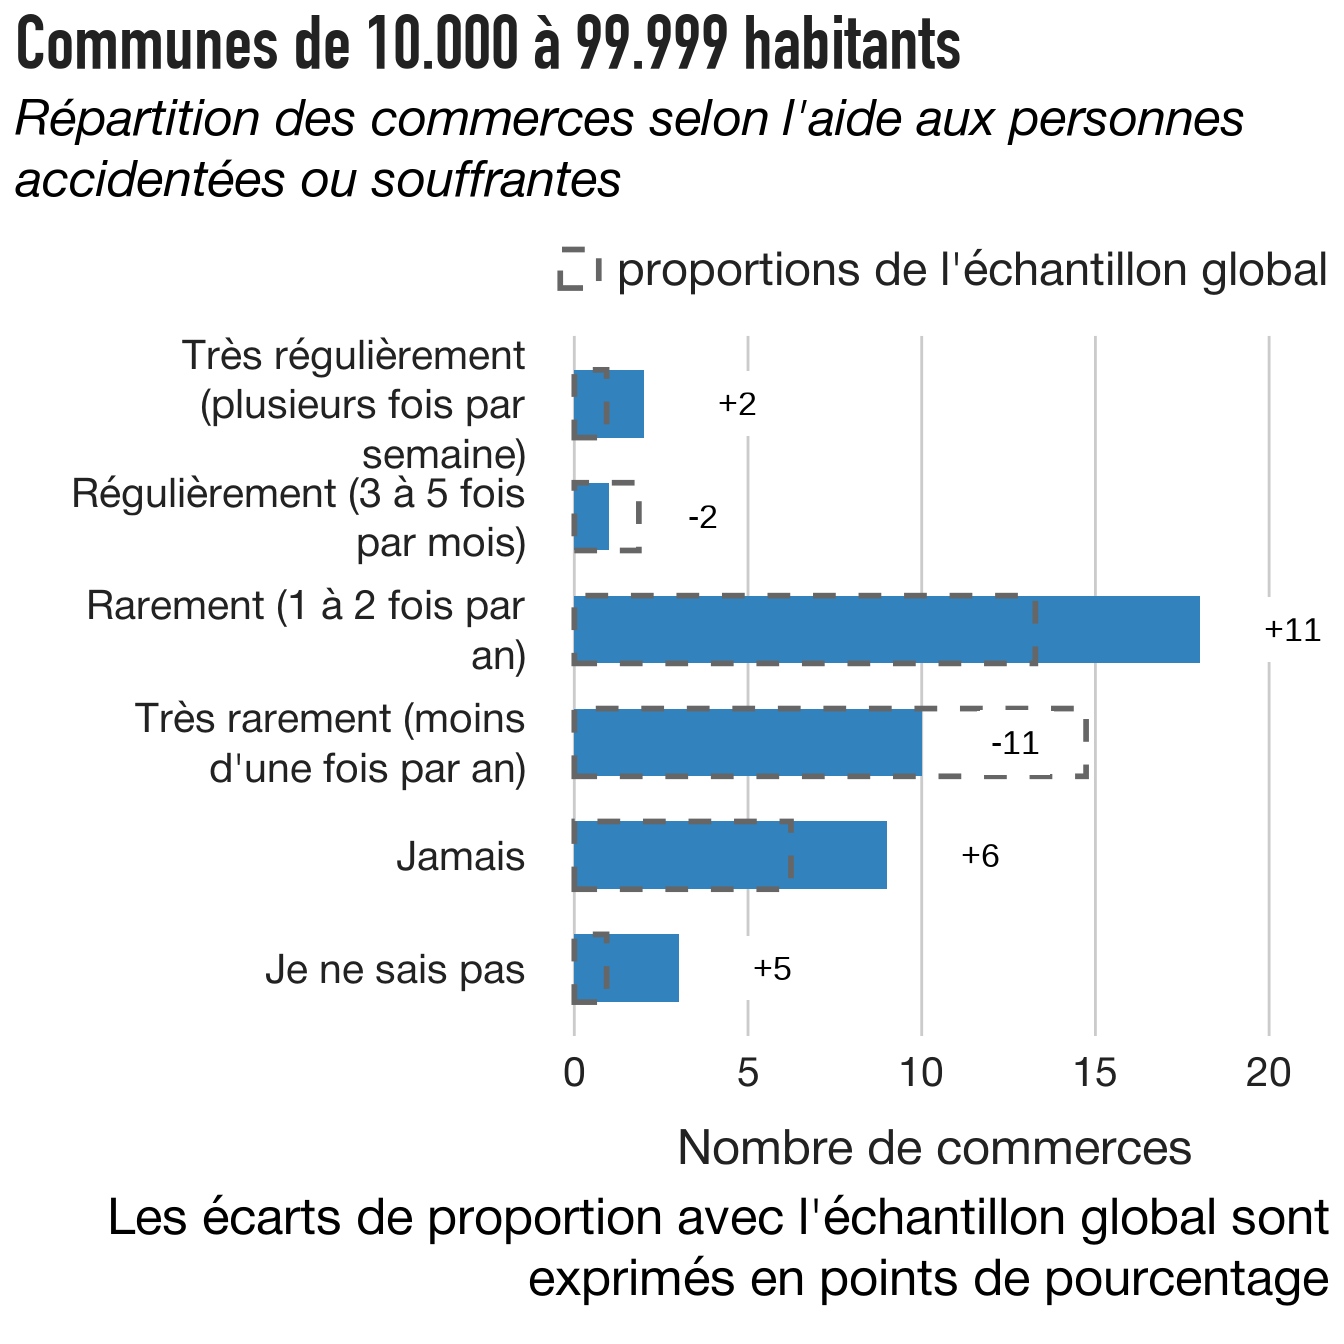 Communes de 10.000 à 99.999 habitants
Répartition des commerces selon l'aide aux personnes
accidentées ou souffrantes
proportions de l'échantillon global
Très régulièrement
(plusieurs fois par
semaine)
+2
Régulièrement (3 à 5 fois
par mois)
-2
Rarement (1 à 2 fois par
an)
+11
Très rarement (moins
d'une fois par an)
-11
Jamais
+6
Je ne sais pas
+5
0 5 10 15 20
Nombre de commerces
Les écarts de proportion avec l'échantillon global sont
exprimés en points de pourcentage